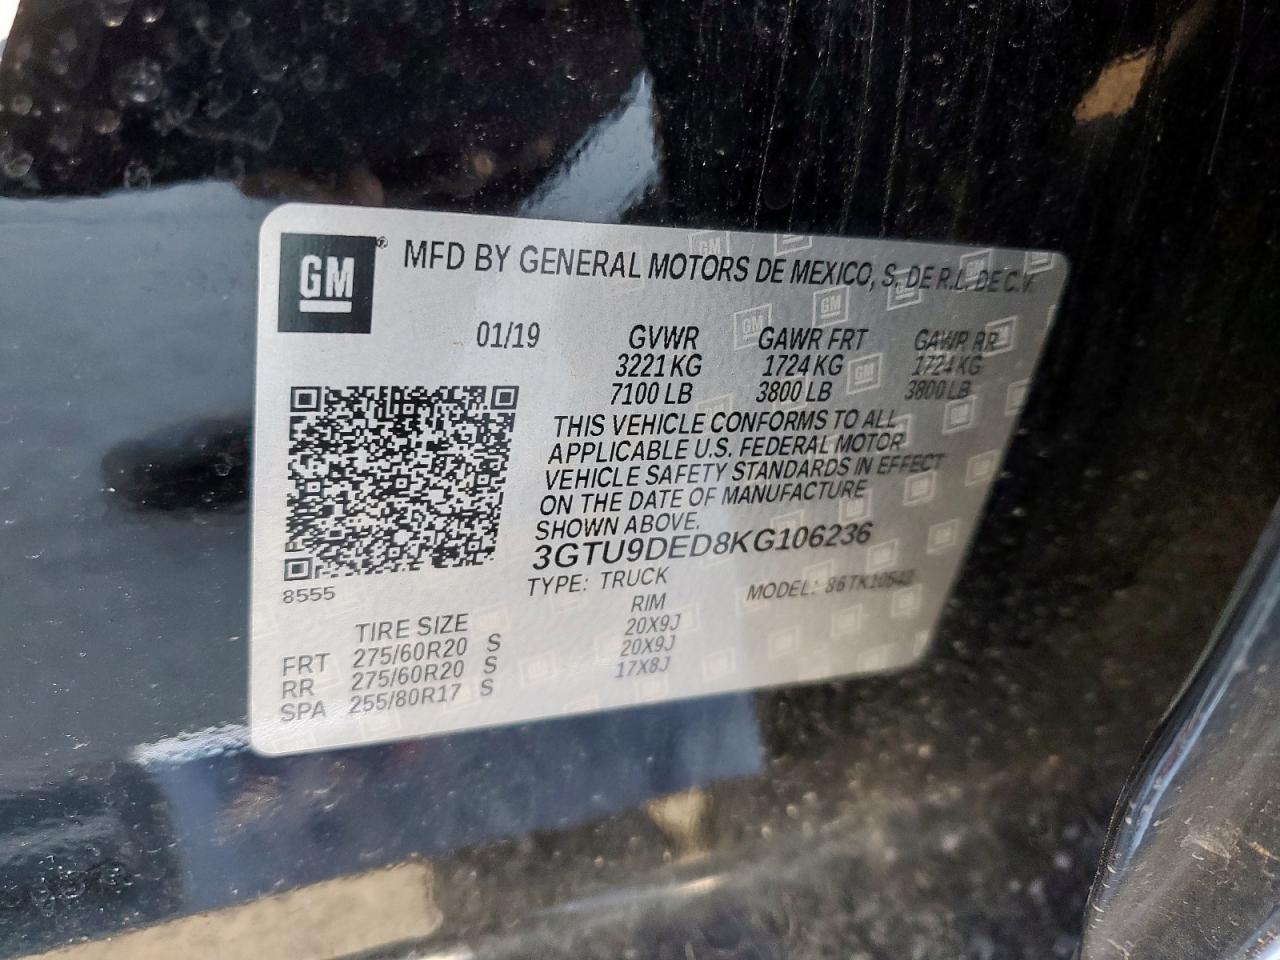 GM ® MFD BY GENERAL MOTORS DE MEXICO, S. DE R.L. DE C.V.
01/19 GVWR GAWR FRT GAWR RR
3221 KG 1724 KG 1724 KG
7100 LB 3800 LB 3800 LB
THIS VEHICLE CONFORMS TO ALL
APPLICABLE U.S. FEDERAL MOTOR
VEHICLE SAFETY STANDARDS IN EFFECT
ON THE DATE OF MANUFACTURE
SHOWN ABOVE.
3GTU9DED8KG106236
8555 TYPE: TRUCK MODEL:
TIRE SIZE RIM
FRT 275/60R20 S 20X9J
RR 275/60R20 S 20X9J
SPA 255/80R17 S 17X8J